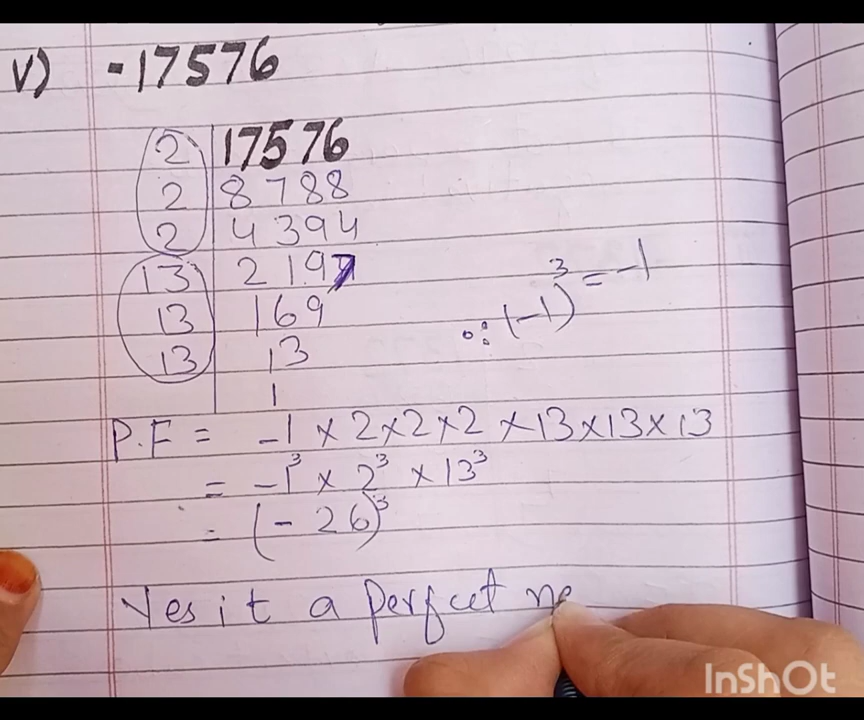 v) -17576
2 17576
2 8788
2 4394
13 2197
13 169
13 13
1
∵ (-1)³ = -1
P.F = -1 × 2×2×2 × 13×13×13
= -1³ × 2³ × 13³
= (- 26)³
Yes it a perfect
InShOt